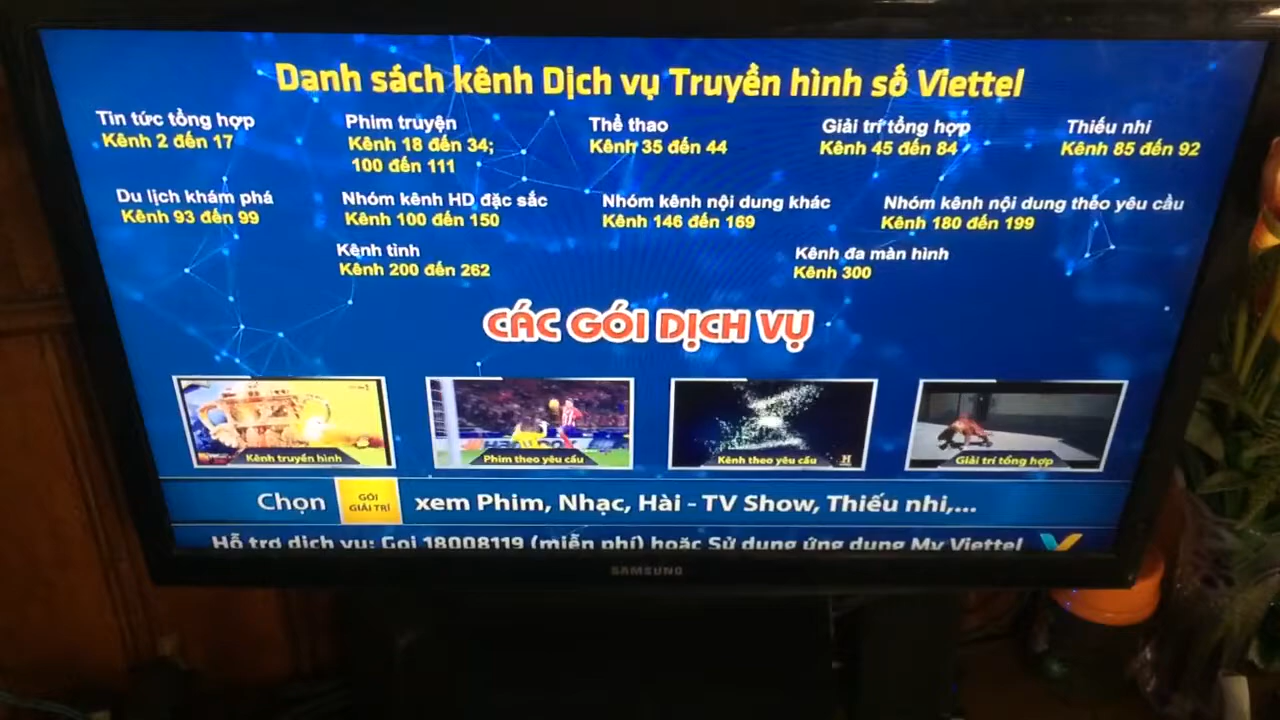 Danh sách kênh Dịch vụ Truyền hình số Viettel
Tin tức tổng hợp
Kênh 2 đến 17
Phim truyện
Kênh 18 đến 34;
100 đến 111
Thể thao
Kênh 35 đến 44
Giải trí tổng hợp
Kênh 45 đến 84
Thiếu nhi
Kênh 85 đến 92
Du lịch khám phá
Kênh 93 đến 99
Nhóm kênh HD đặc sắc
Kênh 100 đến 150
Nhóm kênh nội dung khác
Kênh 146 đến 169
Nhóm kênh nội dung theo yêu cầu
Kênh 180 đến 199
Kênh tỉnh
Kênh 200 đến 262
Kênh đa màn hình
Kênh 300
CÁC GÓI DỊCH VỤ
Kênh truyền hình
Phim theo yêu cầu
Kênh theo yêu cầu
H
Giải trí tổng hợp
Chọn GÓI GIẢI TRÍ xem Phim, Nhạc, Hài - TV Show, Thiếu nhi,...
Hỗ trợ dịch vụ: Gọi 18008119 (miễn phí) hoặc Sử dụng ứng dụng My Viettel
SAMSUNG